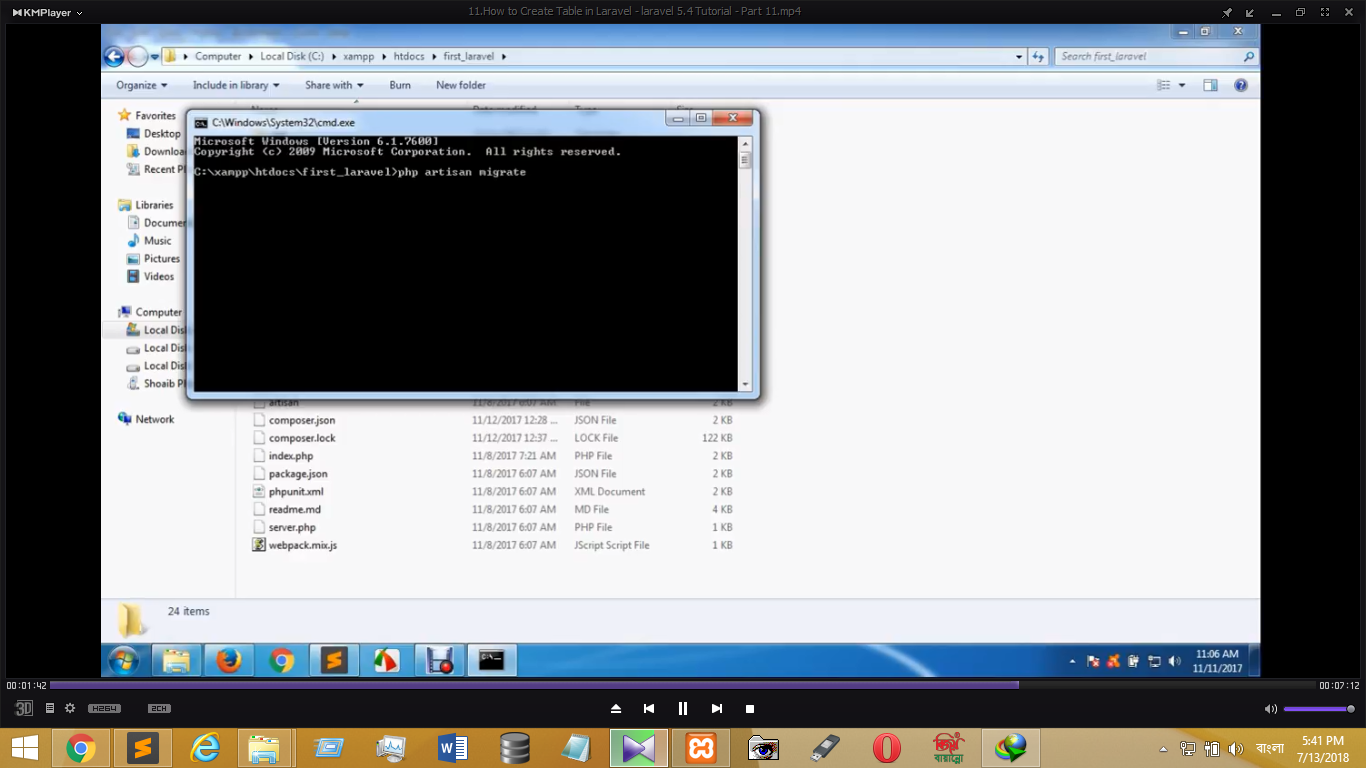 KMPlayer
11.How to Create Table in Laravel - laravel 5.4 Tutorial - Part 11.mp4
Computer Local Disk (C:) xampp htdocs first_laravel
Search first_laravel
Organize Include in library Share with Burn New folder
Favorites
Desktop
Downloa
Recent Pl
Libraries
Documen
Music
Pictures
Videos
Computer
Local Disk
Local Disk
Local Disk
Shoaib Pl
Network
C:\Windows\System32\cmd.exe
Microsoft Windows [Version 6.1.7600]
Copyright (c) 2009 Microsoft Corporation. All rights reserved.
C:\xampp\htdocs\first_laravel>php artisan migrate
artisan 11/8/2017 6:07 AM File 2 KB
composer.json 11/12/2017 12:28 ... JSON File 2 KB
composer.lock 11/12/2017 12:37 ... LOCK File 122 KB
index.php 11/8/2017 7:21 AM PHP File 2 KB
package.json 11/8/2017 6:07 AM JSON File 2 KB
phpunit.xml 11/8/2017 6:07 AM XML Document 2 KB
readme.md 11/8/2017 6:07 AM MD File 4 KB
server.php 11/8/2017 6:07 AM PHP File 1 KB
webpack.mix.js 11/8/2017 6:07 AM JScript Script File 1 KB
24 items
11:06 AM
11/11/2017
00:01:42
00:07:12
3D H264 2CH
বাংলা
5:41 PM
7/13/2018